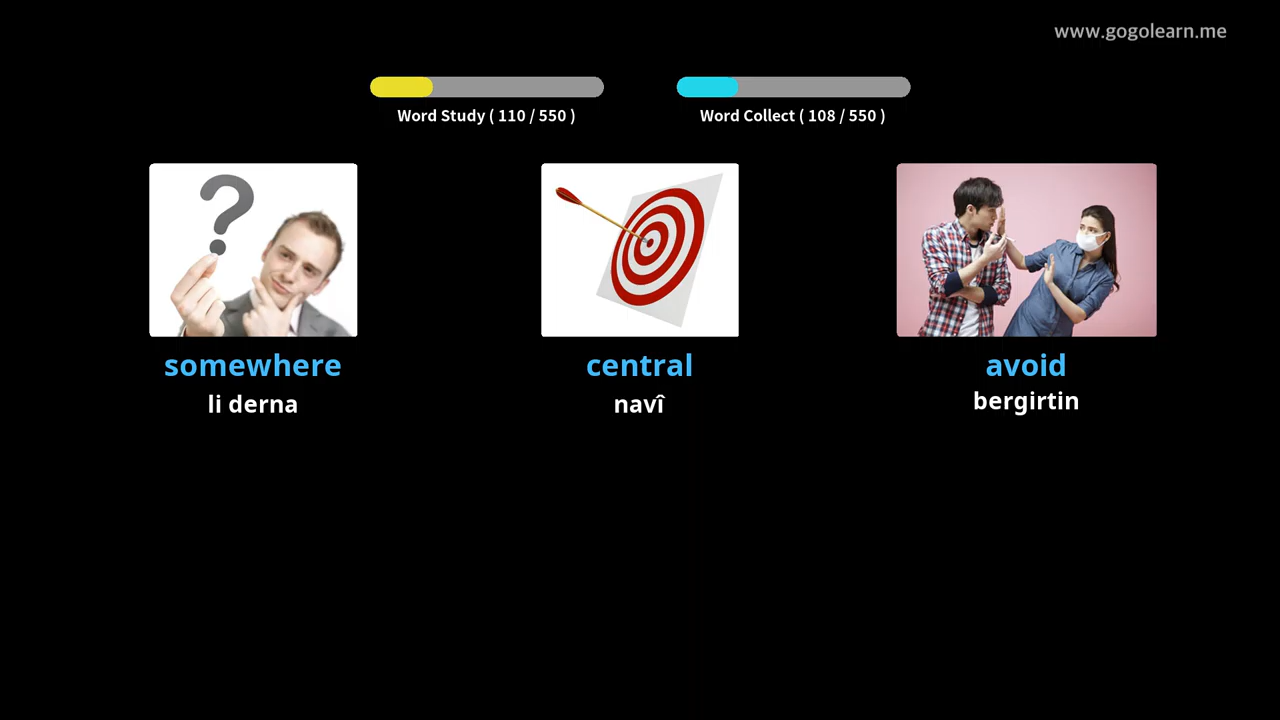 www.gogolearn.me
Word Study ( 110 / 550 )
Word Collect ( 108 / 550 )
?
somewhere
li derna
central
navî
avoid
bergirtin